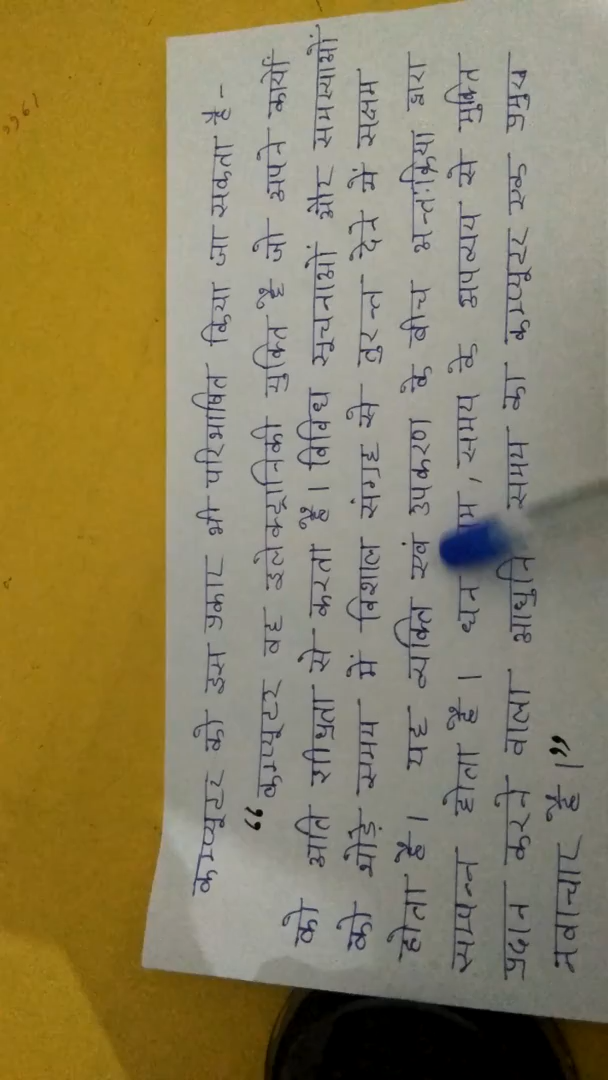 कम्प्यूटर को इस प्रकार भी परिभाषित किया जा सकता है -
“कम्प्यूटर वह इलेक्ट्रानिकी युक्ति है जो अपने कार्यों
को अति शीघ्रता से करता है। विविध सूचनाओं और समस्याओं
को थोड़े समय में विशाल संग्रह से तुरन्त देने में सक्षम
होता है। यह व्यक्ति एवं उपकरण के बीच अन्तःक्रिया द्वारा
सम्पन्न होता है। धन , समय के अपव्यय से मुक्ति
प्रदान करने वाला समय का कम्प्यूटर एक प्रमुख
नवाचार है।”